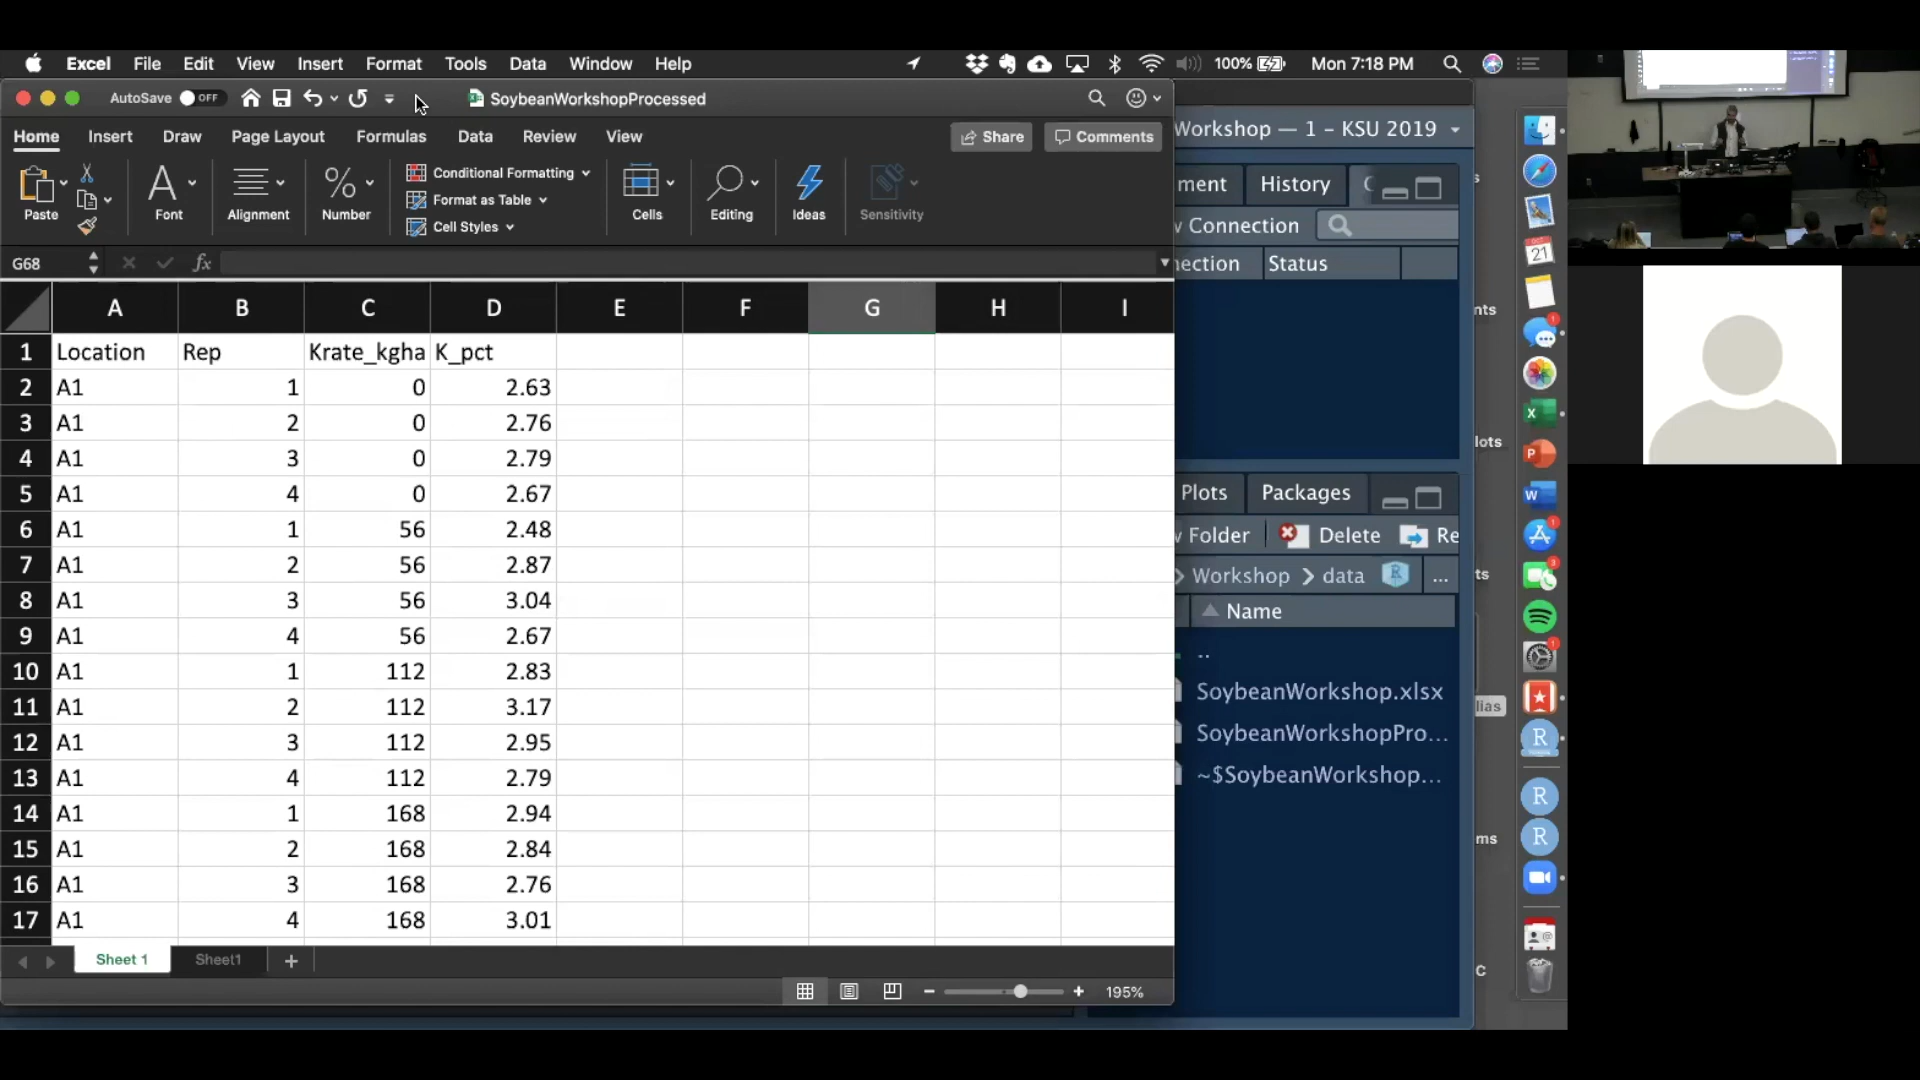 Excel File Edit View Insert Format Tools Data Window Help 100% Mon 7:18 PM
AutoSave OFF SoybeanWorkshopProcessed
Home Insert Draw Page Layout Formulas Data Review View Share Comments
Paste Font Alignment Number Conditional Formatting Format as Table Cell Styles Cells Editing Ideas Sensitivity
G68 fx
A B C D E F G H I
1 Location Rep Krate_kgha K_pct
2 A1 1 0 2.63
3 A1 2 0 2.76
4 A1 3 0 2.79
5 A1 4 0 2.67
6 A1 1 56 2.48
7 A1 2 56 2.87
8 A1 3 56 3.04
9 A1 4 56 2.67
10 A1 1 112 2.83
11 A1 2 112 3.17
12 A1 3 112 2.95
13 A1 4 112 2.79
14 A1 1 168 2.94
15 A1 2 168 2.84
16 A1 3 168 2.76
17 A1 4 168 3.01
Sheet 1 Sheet1 +
195%
Workshop — 1 - KSU 2019
ment History
Connection
ection Status
Plots Packages
Folder Delete Re
Workshop data ...
Name
..
SoybeanWorkshop.xlsx
SoybeanWorkshopPro...
~$SoybeanWorkshop...
nts
lots
ts
lias
ms
OCT
21